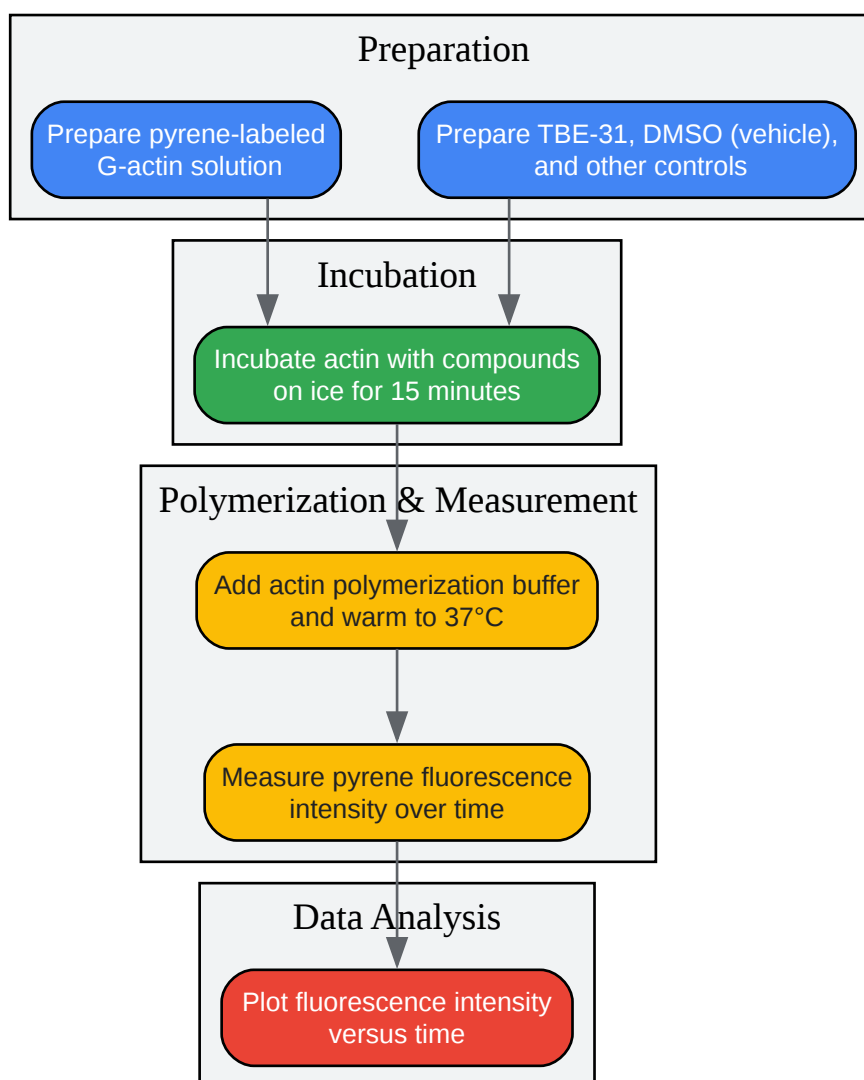 Preparation
Prepare pyrene-labeled
G-actin solution
Prepare TBE-31, DMSO (vehicle),
and other controls
Incubation
Incubate actin with compounds
on ice for 15 minutes
Polymerization & Measurement
Add actin polymerization buffer
and warm to 37°C
Measure pyrene fluorescence
intensity over time
Data Analysis
Plot fluorescence intensity
versus time